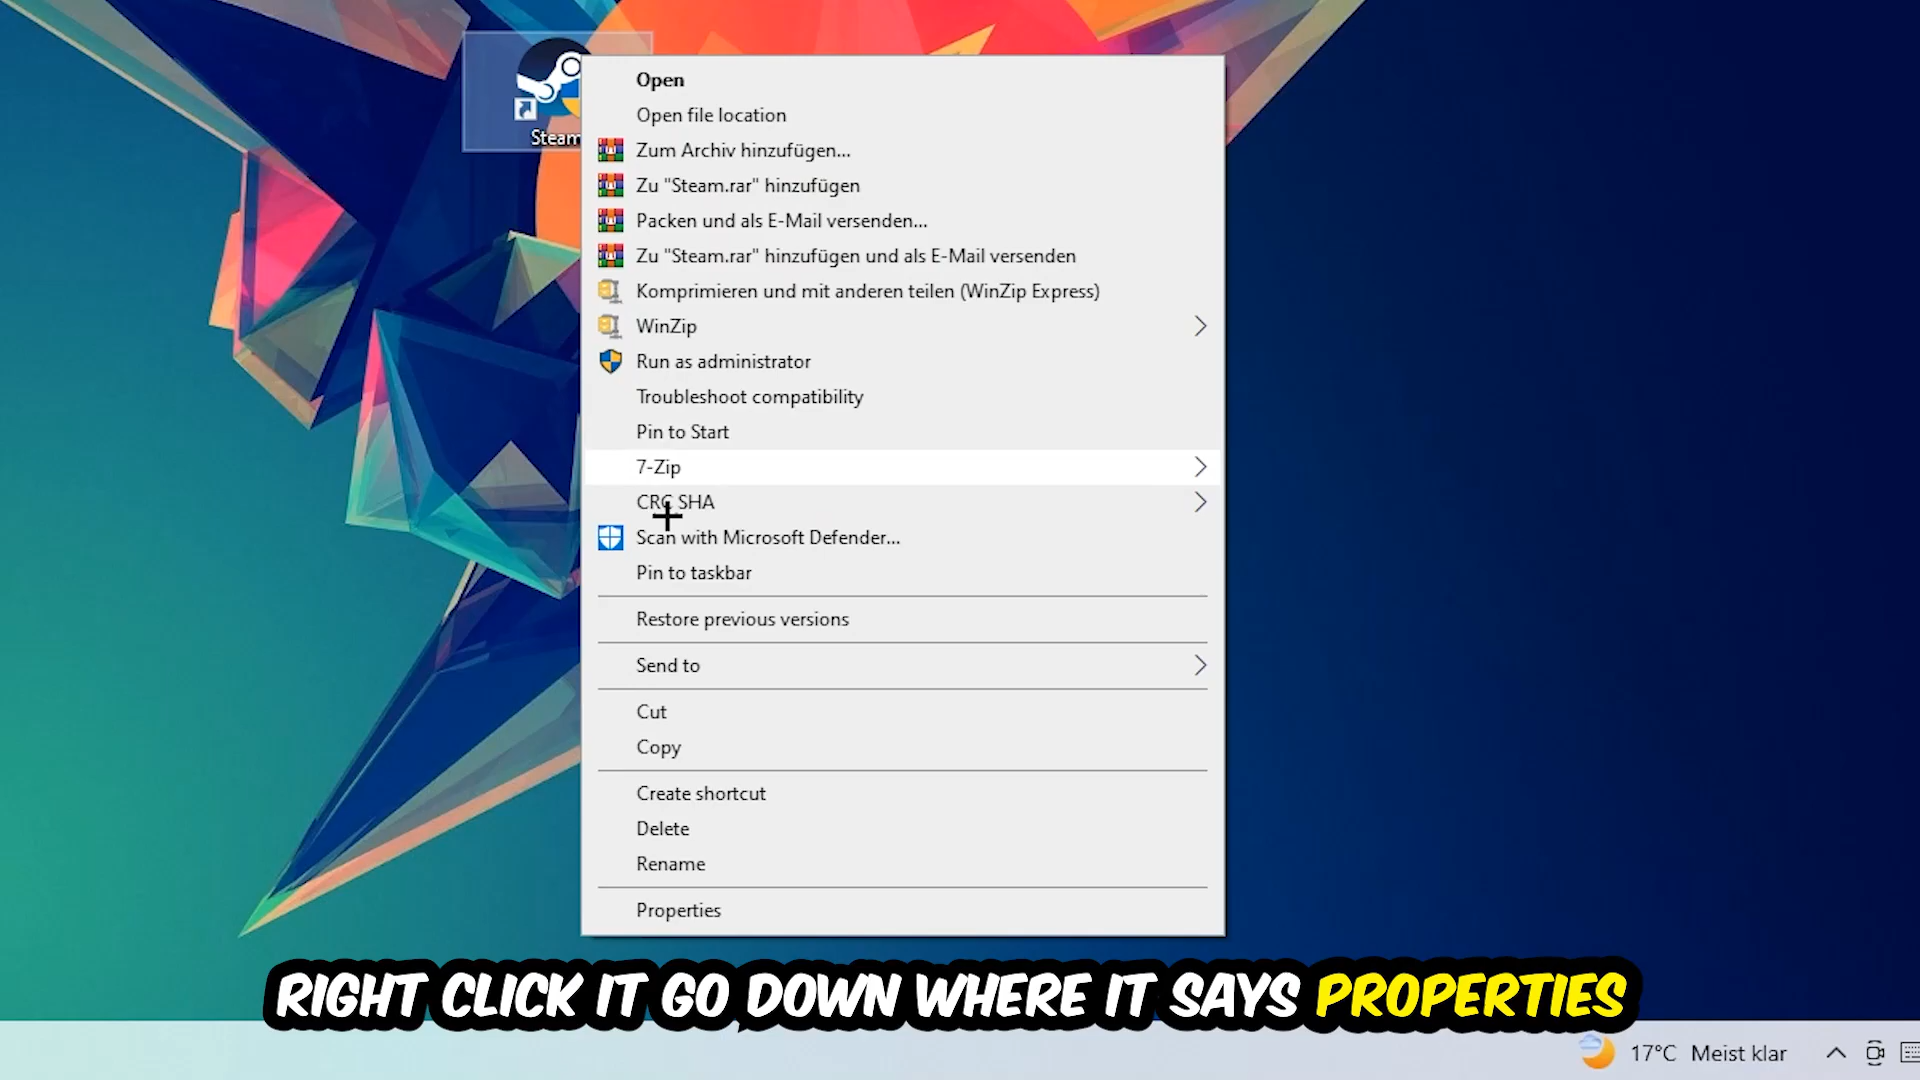 Steam
Open
Open file location
Zum Archiv hinzufügen...
Zu "Steam.rar" hinzufügen
Packen und als E-Mail versenden...
Zu "Steam.rar" hinzufügen und als E-Mail versenden
Komprimieren und mit anderen teilen (WinZip Express)
WinZip
Run as administrator
Troubleshoot compatibility
Pin to Start
7-Zip
CRC SHA
Scan with Microsoft Defender...
Pin to taskbar
Restore previous versions
Send to
Cut
Copy
Create shortcut
Delete
Rename
Properties
RIGHT CLICK IT GO DOWN WHERE IT SAYS PROPERTIES
17°C Meist klar